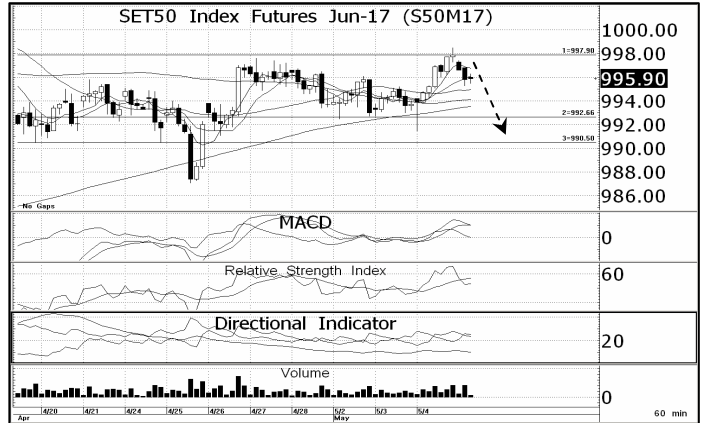 SET50 Index Futures Jun-17 (S50M17)
1000.00
1=997.90
998.00
995.90
994.00
2=992.66
992.00
3=990.50
990.00
988.00
986.00
No Gaps
MACD
0
Relative Strength Index
60
Directional Indicator
20
Volume
0
4/20 4/21 4/24 4/25 4/26 4/27 4/28 5/2 5/3 5/4
Apr May
60 min